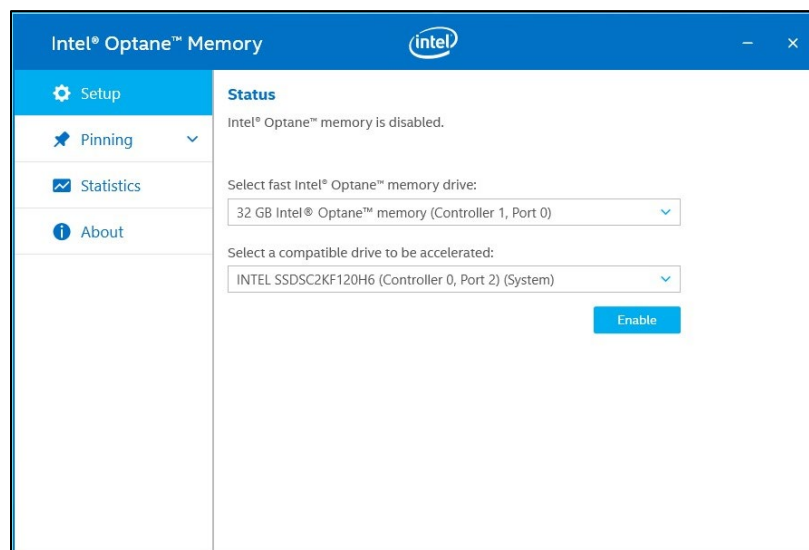 Intel® Optane™ Memory
intel
Setup
Pinning
Statistics
About
Status
Intel® Optane™ memory is disabled.
Select fast Intel® Optane™ memory drive:
32 GB Intel® Optane™ memory (Controller 1, Port 0)
Select a compatible drive to be accelerated:
INTEL SSDSC2KF120H6 (Controller 0, Port 2) (System)
Enable